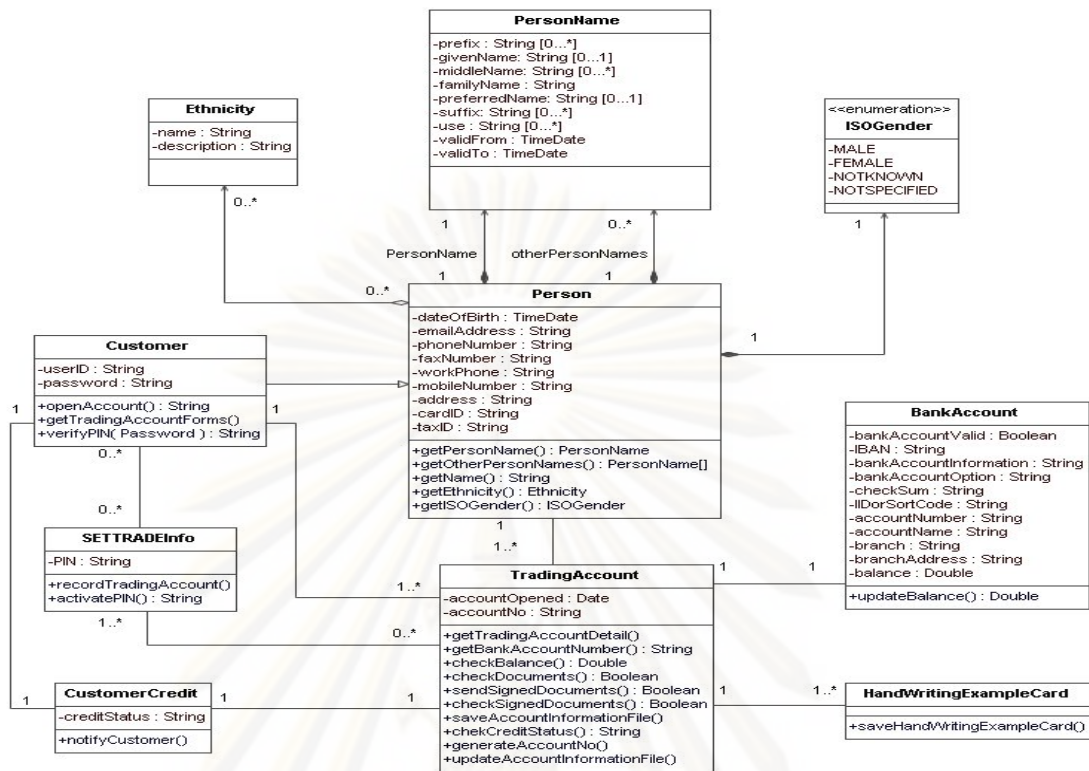 PersonName
-prefix : String [0...*]
-givenName: String [0...1]
-middleName: String [0...*]
-familyName : String
-preferredName: String [0...1]
-suffix: String [0...*]
-use : String [0...*]
-validFrom : TimeDate
-validTo : TimeDate
Ethnicity
-name : String
-description : String
<<enumeration>>
ISOGender
-MALE
-FEMALE
-NOTKNOWN
-NOTSPECIFIED
0..*
1
0..*
1
PersonName
otherPersonNames
0..*
1
1
Person
-dateOfBirth : TimeDate
-emailAddress : String
-phoneNumber : String
-faxNumber : String
-workPhone : String
-mobileNumber : String
-address : String
-cardID : String
-taxID : String
+getPersonName() : PersonName
+getOtherPersonNames() : PersonName[]
+getName() : String
+getEthnicity() : Ethnicity
+getISOGender() : ISOGender
1
Customer
-userID : String
-password : String
+openAccount() : String
+getTradingAccountForms()
+verifyPIN( Password ) : String
1
1
0..*
0..*
BankAccount
-bankAccountValid : Boolean
-IBAN : String
-bankAccountInformation : String
-bankAccountOption : String
-checkSum : String
-IIDorSortCode : String
-accountNumber : String
-accountName : String
-branch : String
-branchAddress : String
-balance : Double
+updateBalance() : Double
1
1..*
SETTRADEInfo
-PIN : String
+recordTradingAccount()
+activatePIN() : String
1..*
1..*
0..*
1
1
TradingAccount
-accountOpened : Date
-accountNo : String
+getTradingAccountDetail()
+getBankAccountNumber() : String
+checkBalance() : Double
+checkDocuments() : Boolean
+sendSignedDocuments() : Boolean
+checkSignedDocuments() : Boolean
+saveAccountInformationFile()
+chekCreditStatus() : String
+generateAccountNo()
+updateAccountInformationFile()
1
CustomerCredit
-creditStatus : String
+notifyCustomer()
1
1
1
1..*
HandWritingExampleCard
+saveHandWritingExampleCard()